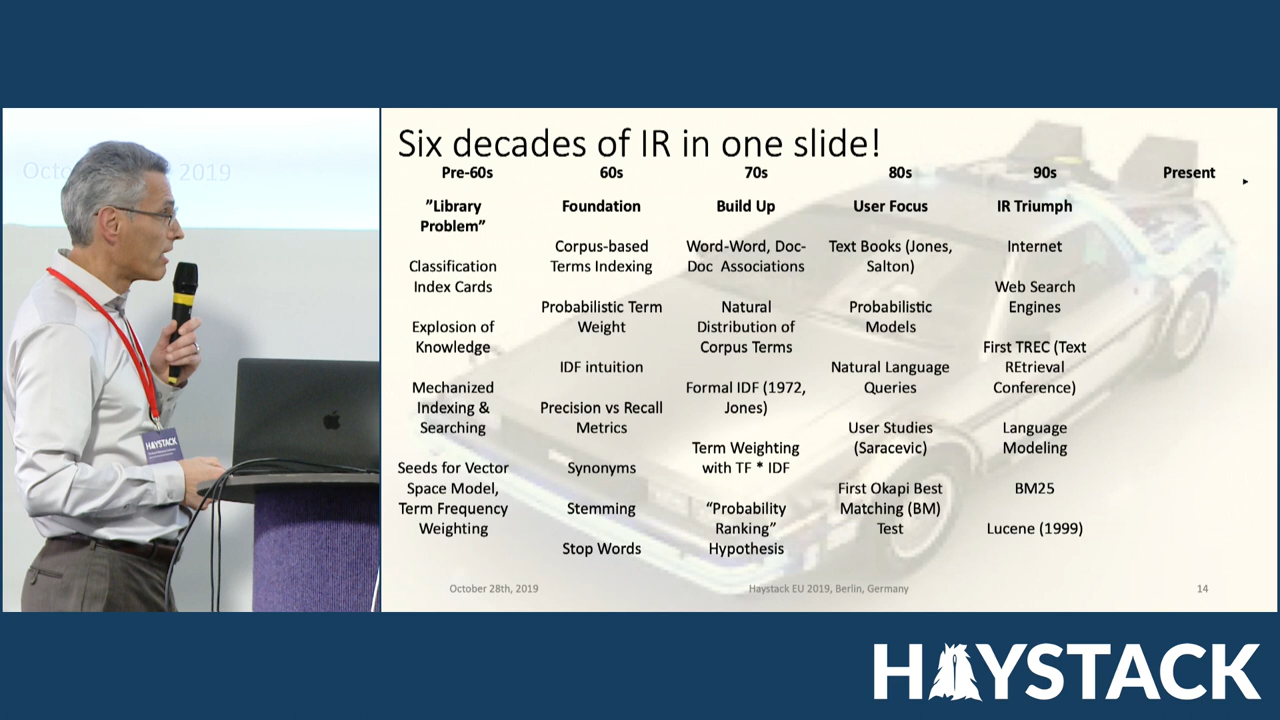 October 2019
HAYSTACK
Six decades of IR in one slide!
Pre-60s
”Library
Problem”
Classification
Index Cards
Explosion of
Knowledge
Mechanized
Indexing &
Searching
Seeds for Vector
Space Model,
Term Frequency
Weighting
60s
Foundation
Corpus-based
Terms Indexing
Probabilistic Term
Weight
IDF intuition
Precision vs Recall
Metrics
Synonyms
Stemming
Stop Words
70s
Build Up
Word-Word, Doc-
Doc Associations
Natural
Distribution of
Corpus Terms
Formal IDF (1972,
Jones)
Term Weighting
with TF * IDF
“Probability
Ranking”
Hypothesis
80s
User Focus
Text Books (Jones,
Salton)
Probabilistic
Models
Natural Language
Queries
User Studies
(Saracevic)
First Okapi Best
Matching (BM)
Test
90s
IR Triumph
Internet
Web Search
Engines
First TREC (Text
REtrieval
Conference)
Language
Modeling
BM25
Lucene (1999)
Present
October 28th, 2019
Haystack EU 2019, Berlin, Germany
14
HAYSTACK